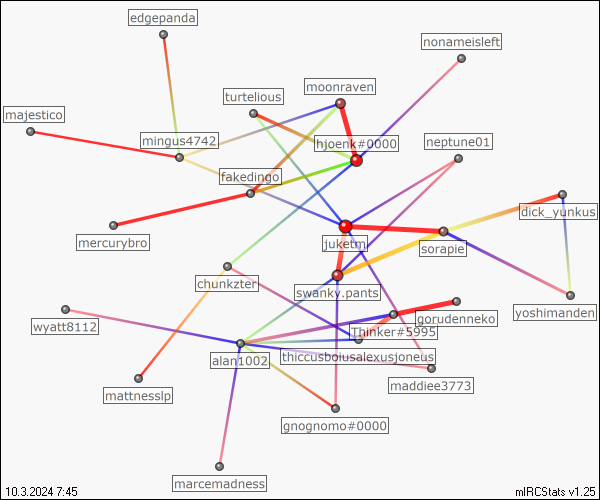 edgepanda
nonameisleft
moonraven
turtelious
majestico
mingus4742
hjoenk#0000
neptune01
fakedingo
dick_yunkus
mercurybro
juketm
sorapie
chunkzter
swanky.pants
yoshimanden
gorudenneko
wyatt8112
Thinker#5995
alan1002
thiccusbousalexusjoneus
maddiee3773
mattnesslp
gnognomo#0000
marcemadness
10.3.2024 7:45
mIRCStats v1.25